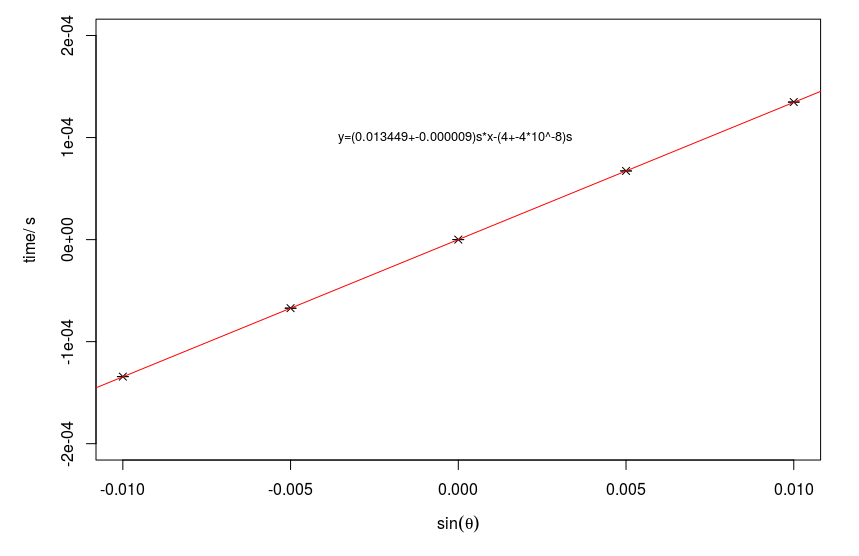 time/ s
2e-04
1e-04
0e+00
-1e-04
-2e-04
y=(0.013449+-0.000009)s*x-(4+-4*10^-8)s
-0.010 -0.005 0.000 0.005 0.010
sin(θ)